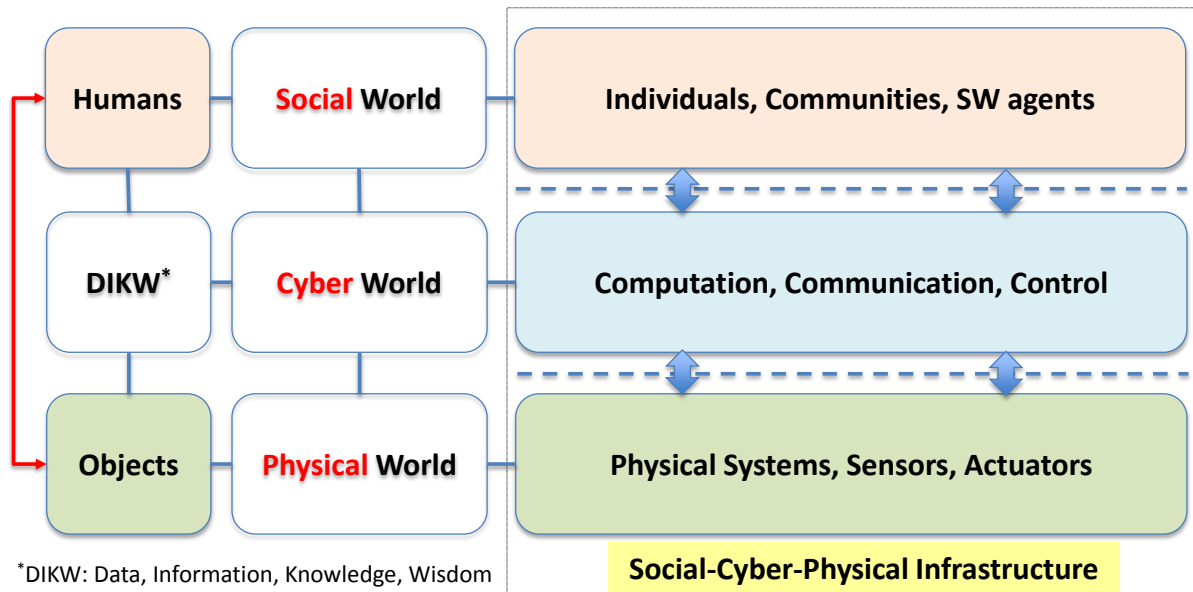 Humans
Social World
Individuals, Communities, SW agents
DIKW*
Cyber World
Computation, Communication, Control
Objects
Physical World
Physical Systems, Sensors, Actuators
*DIKW: Data, Information, Knowledge, Wisdom
Social-Cyber-Physical Infrastructure